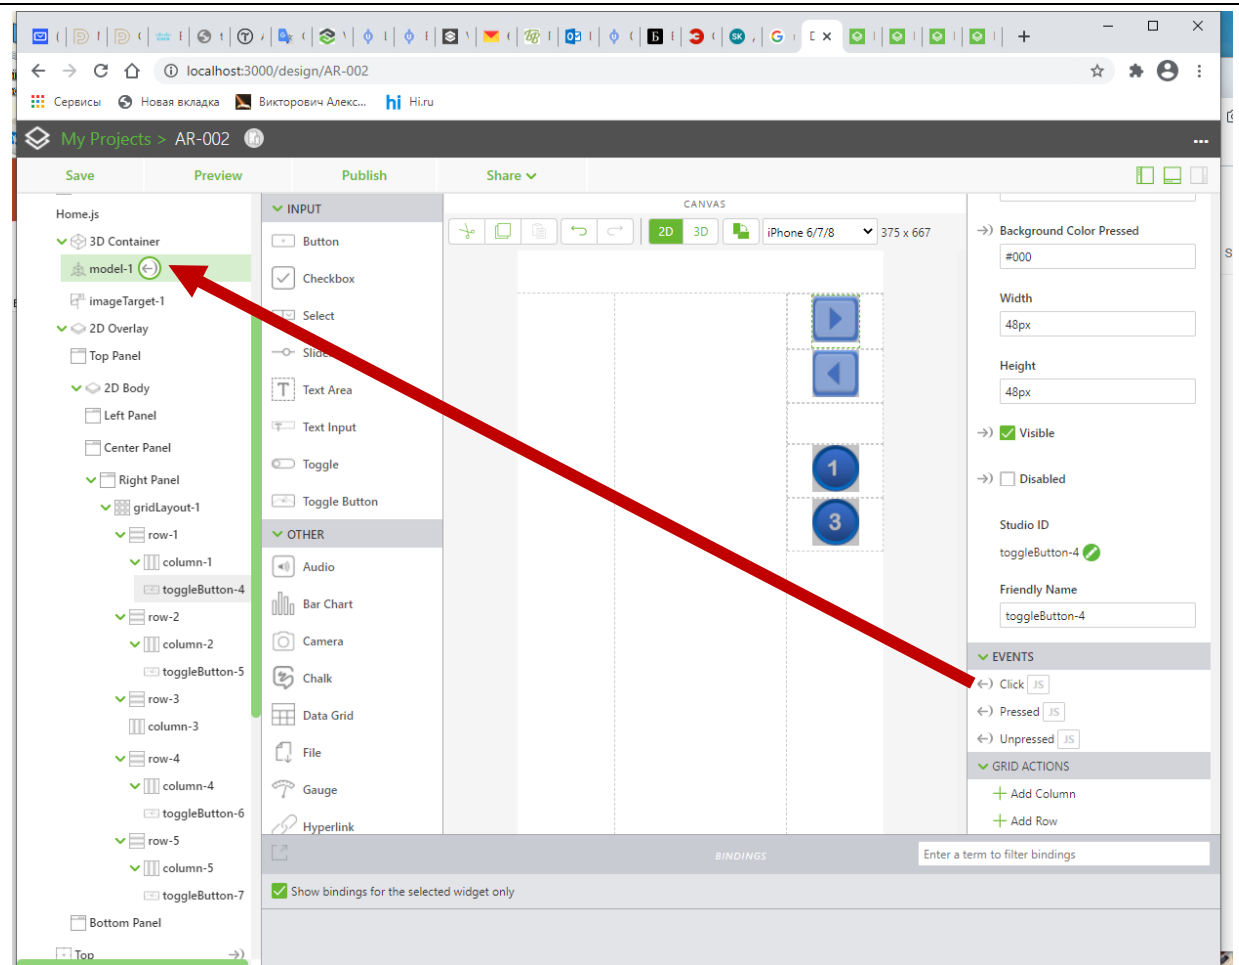 localhost:3000/design/AR-002
Сервисы Новая вкладка Викторович Алекс... hi Hi.ru
My Projects > AR-002
Save Preview Publish Share
Home.js
3D Container
model-1
imageTarget-1
2D Overlay
Top Panel
2D Body
Left Panel
Center Panel
Right Panel
gridLayout-1
row-1
column-1
toggleButton-4
row-2
column-2
toggleButton-5
row-3
column-3
row-4
column-4
toggleButton-6
row-5
column-5
toggleButton-7
Bottom Panel
Top
INPUT
Button
Checkbox
Select
Text Area
Text Input
Toggle
Toggle Button
OTHER
Audio
Bar Chart
Camera
Chalk
Data Grid
File
Gauge
Hyperlink
CANVAS
2D 3D iPhone 6/7/8 375 x 667
1
3
Background Color Pressed
#000
Width
48px
Height
48px
Visible
Disabled
Studio ID
toggleButton-4
Friendly Name
toggleButton-4
EVENTS
Click JS
Pressed JS
Unpressed JS
GRID ACTIONS
Add Column
Add Row
BINDINGS
Enter a term to filter bindings
Show bindings for the selected widget only